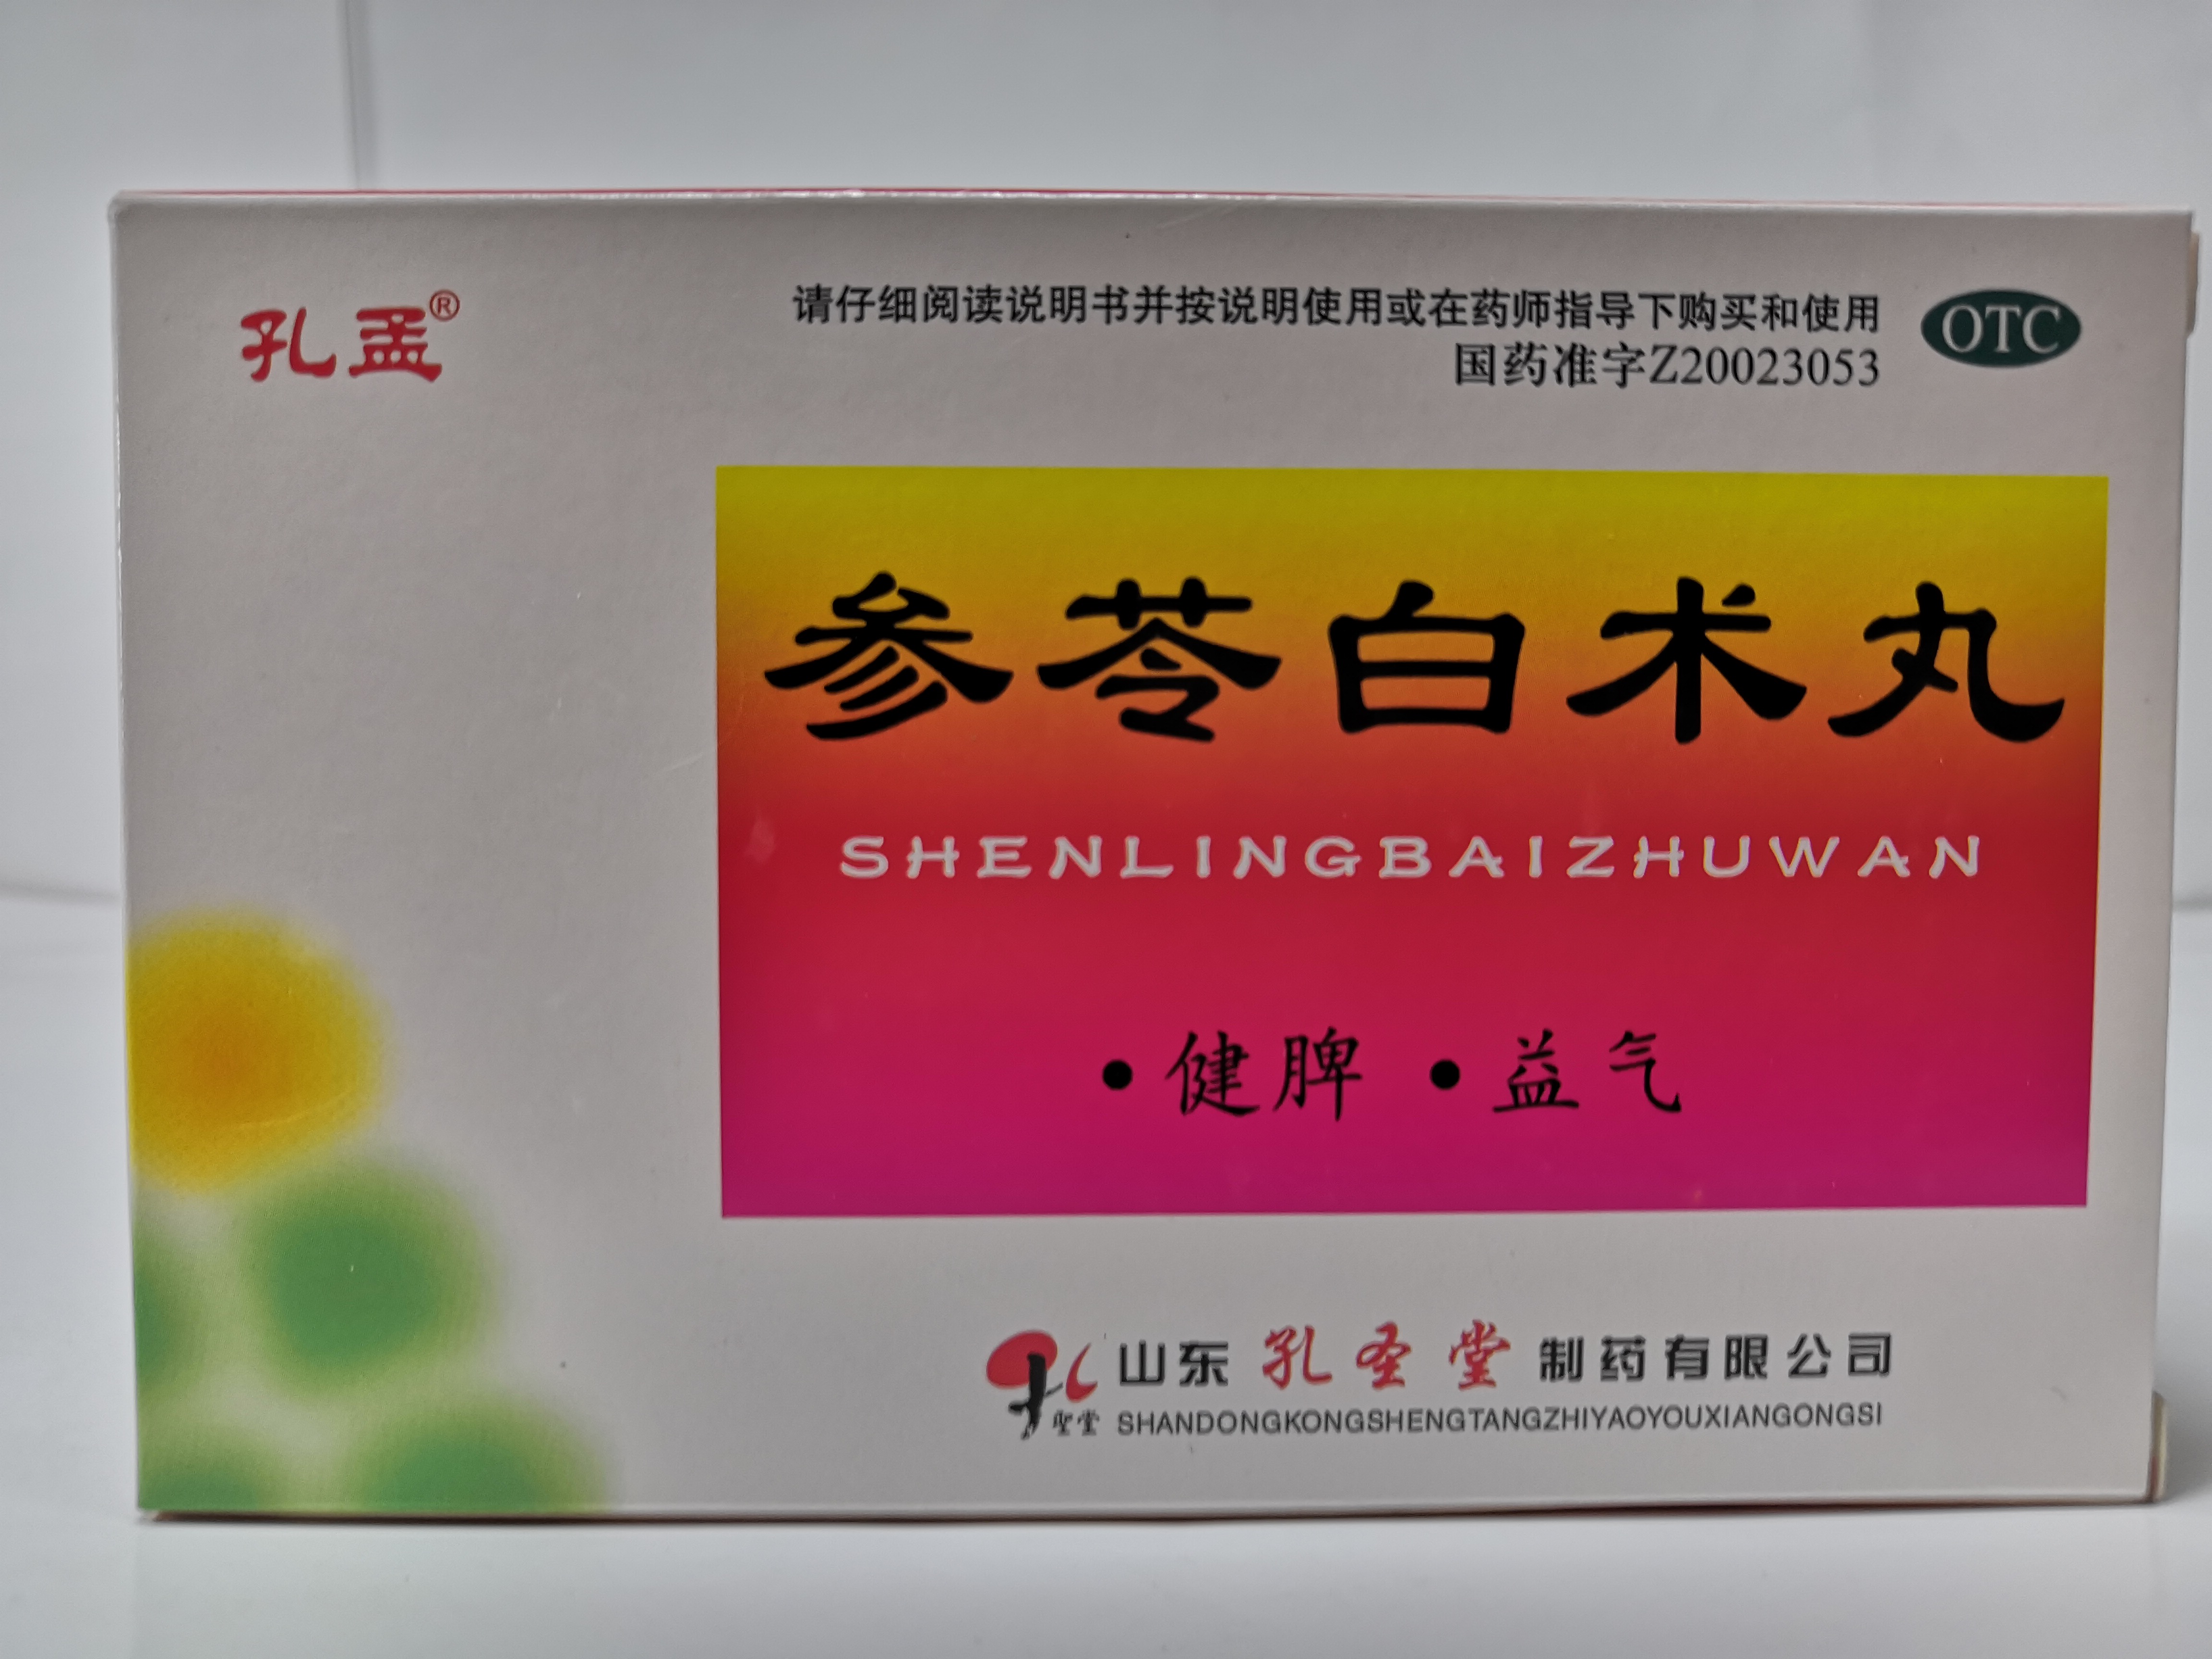 孔孟®
请仔细阅读说明书并按说明使用或在药师指导下购买和使用
国药准字Z20023053
OTC
参苓白术丸
SHENLINGBAIZHUWAN
·健脾 ·益气
孔聖堂
山东孔圣堂制药有限公司
SHANDONGKONGSHENGTANGZHIYAOYOUXIANGONGSI